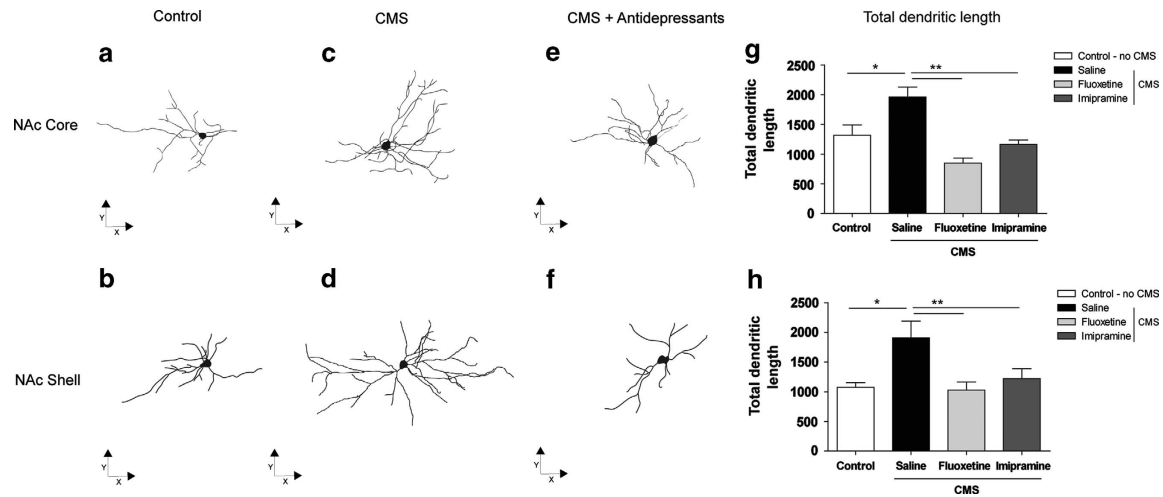 Control
CMS
CMS + Antidepressants
Total dendritic length
NAc Core
a
Y
X
c
Y
X
e
Y
X
g
Total dendritic
length
2500
2000
1500
1000
500
0
*
**
Control
Saline
Fluoxetine
Imipramine
CMS
Control - no CMS
Saline
Fluoxetine
Imipramine
CMS
NAc Shell
b
Y
X
d
Y
X
f
Y
X
h
Total dendritic
length
2500
2000
1500
1000
500
0
*
**
Control
Saline
Fluoxetine
Imipramine
CMS
Control - no CMS
Saline
Fluoxetine
Imipramine
CMS